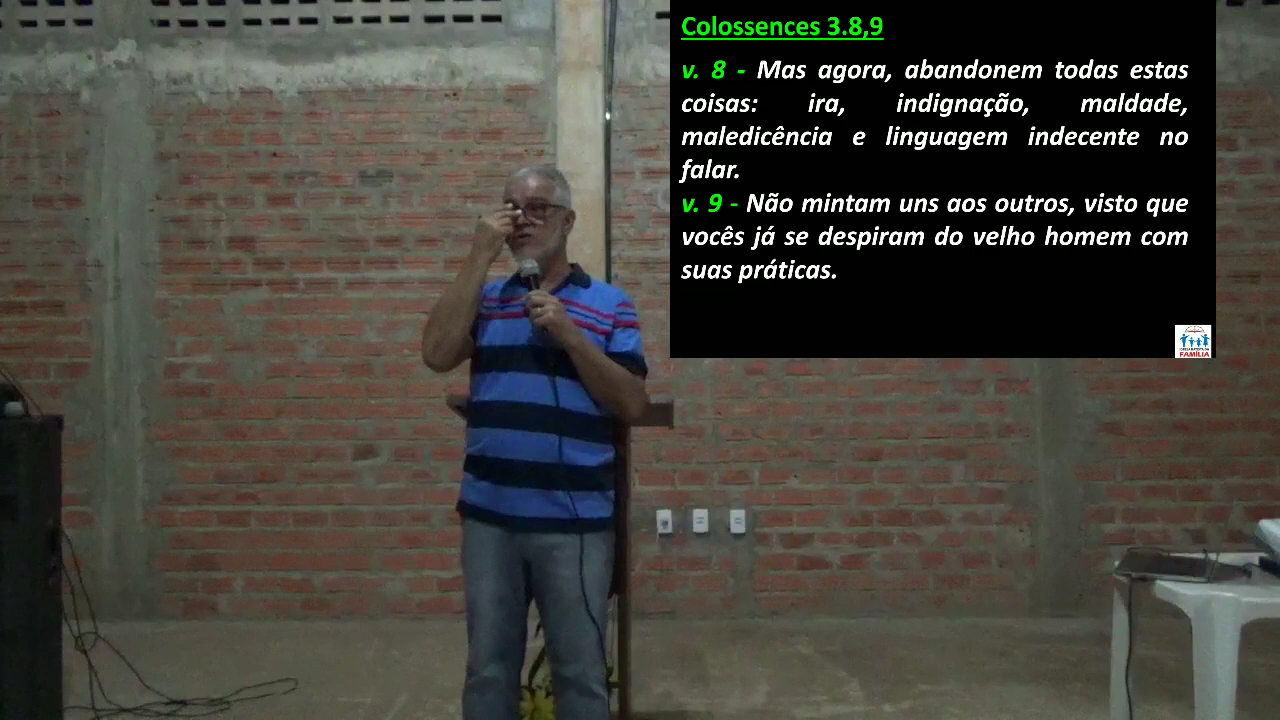 Colossences 3.8,9
v. 8 - Mas agora, abandonem todas estas
coisas: ira, indignação, maldade,
maledicência e linguagem indecente no
falar.
v. 9 - Não mintam uns aos outros, visto que
vocês já se despiram do velho homem com
suas práticas.
FAMÍLIA